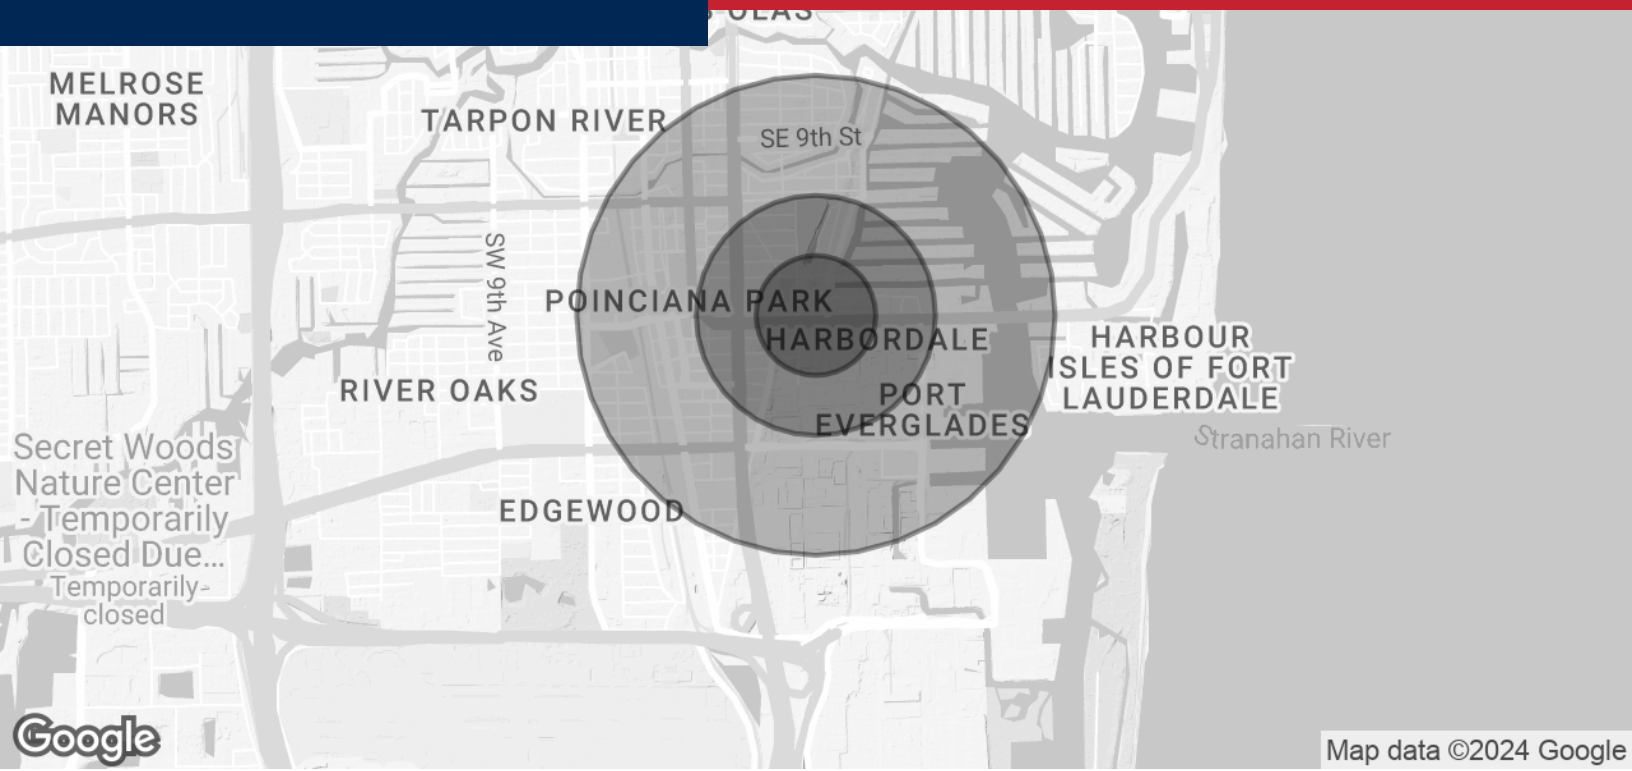 OLAS
MELROSE
MANORS
TARPON RIVER
SE 9th St
SW 9th Ave
POINCIANA PARK
HARBORDALE
HARBOUR
ISLES OF FORT
LAUDERDALE
RIVER OAKS
PORT
EVERGLADES
Stranahan River
Secret Woods
Nature Center
- Temporarily
Closed Due...
Temporarily-
closed
EDGEWOOD
Google
Map data ©2024 Google